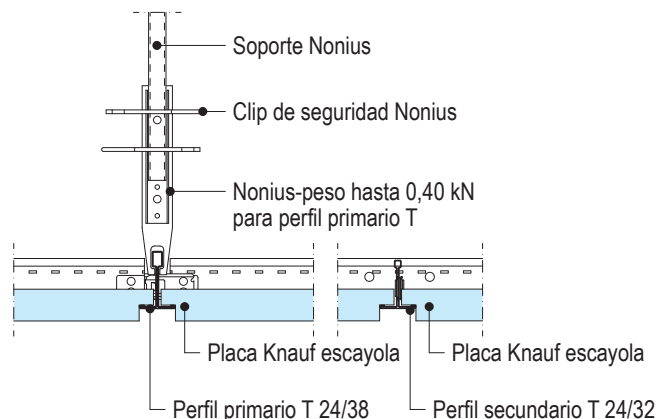 Soporte Nonius
Clip de seguridad Nonius
Nonius-peso hasta 0,40 kN
para perfil primario T
Placa Knauf escayola
Placa Knauf escayola
Perfil primario T 24/38
Perfil secundario T 24/32